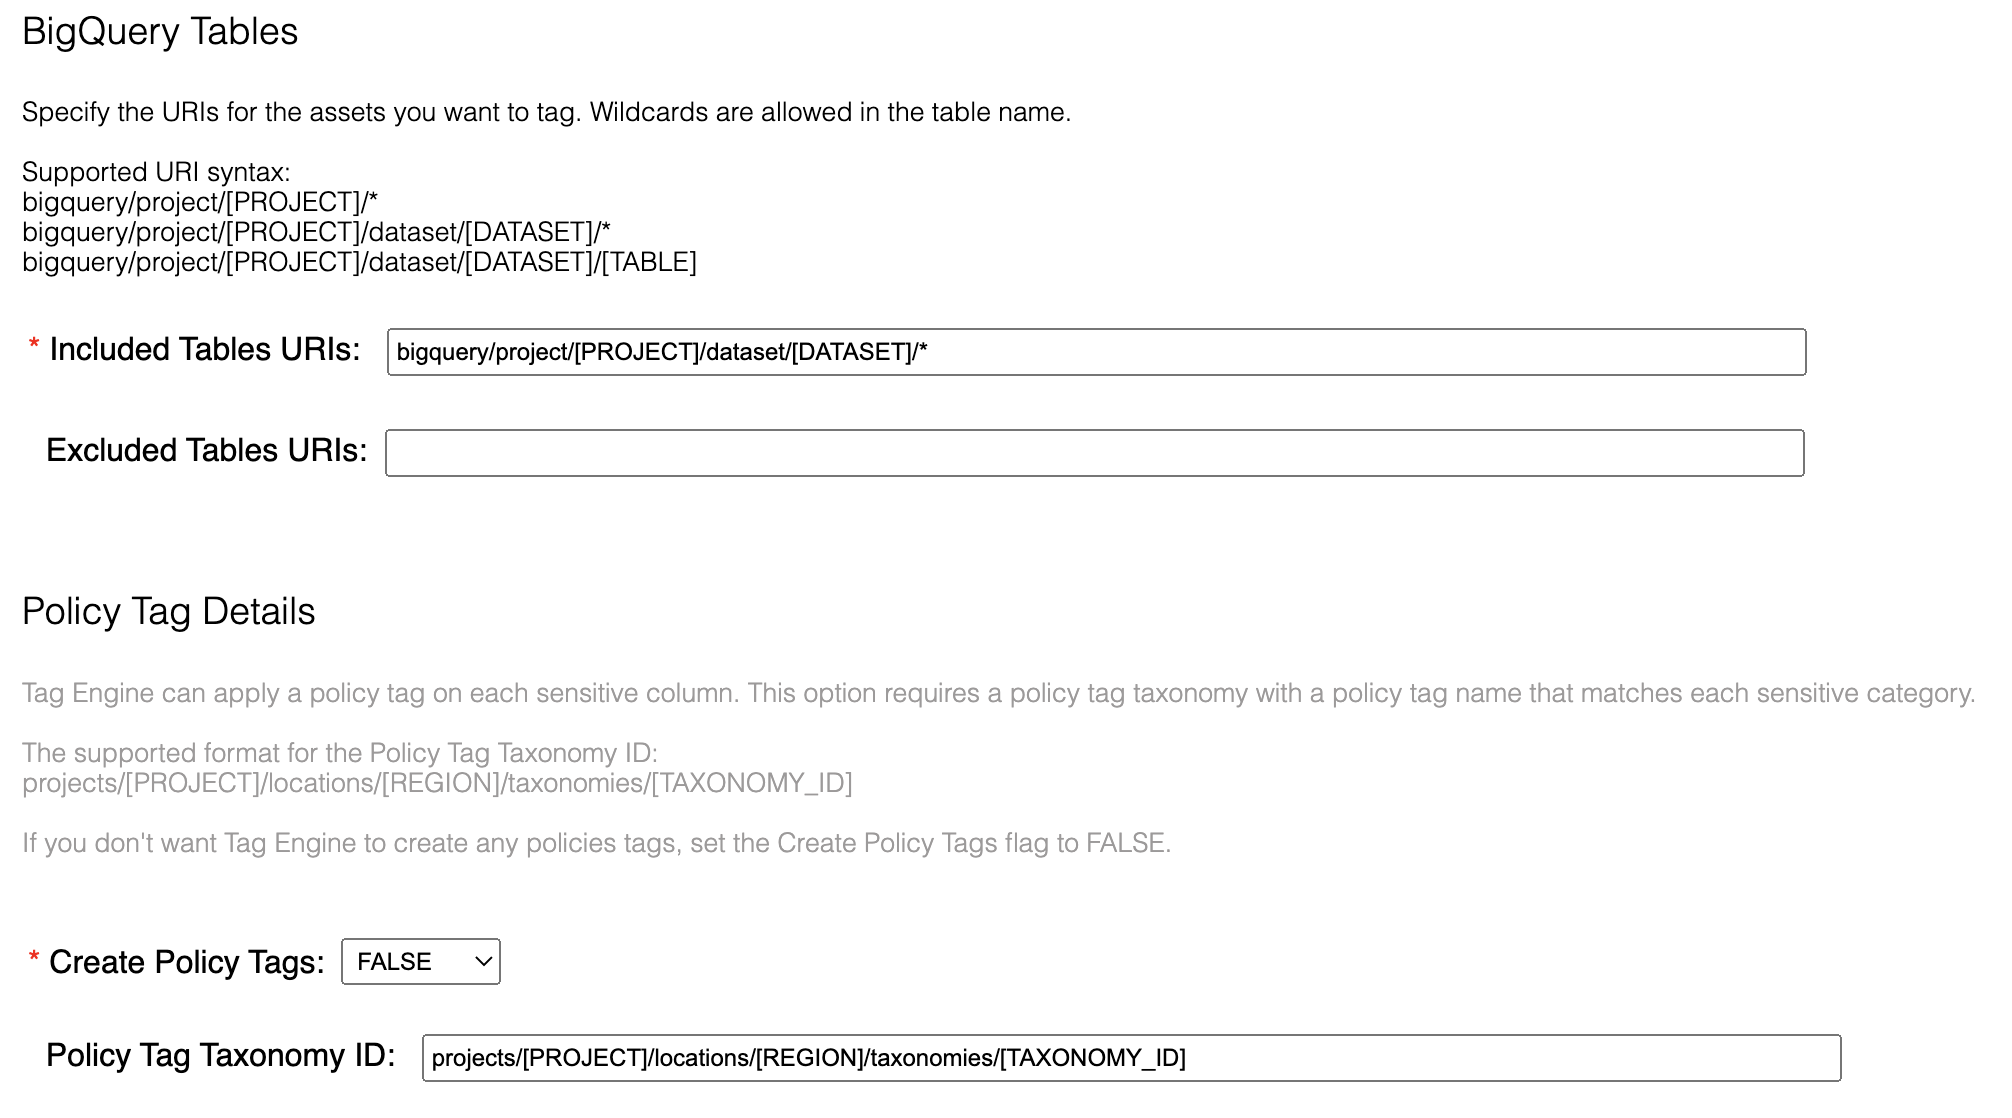 BigQuery Tables
Specify the URIs for the assets you want to tag. Wildcards are allowed in the table name.
Supported URI syntax:
bigquery/project/[PROJECT]/*
bigquery/project/[PROJECT]/dataset/[DATASET]/*
bigquery/project/[PROJECT]/dataset/[DATASET]/[TABLE]
* Included Tables URIs: bigquery/project/[PROJECT]/dataset/[DATASET]/*
Excluded Tables URIs:
Policy Tag Details
Tag Engine can apply a policy tag on each sensitive column. This option requires a policy tag taxonomy with a policy tag name that matches each sensitive category.
The supported format for the Policy Tag Taxonomy ID:
projects/[PROJECT]/locations/[REGION]/taxonomies/[TAXONOMY_ID]
If you don't want Tag Engine to create any policies tags, set the Create Policy Tags flag to FALSE.
* Create Policy Tags: FALSE
Policy Tag Taxonomy ID: projects/[PROJECT]/locations/[REGION]/taxonomies/[TAXONOMY_ID]